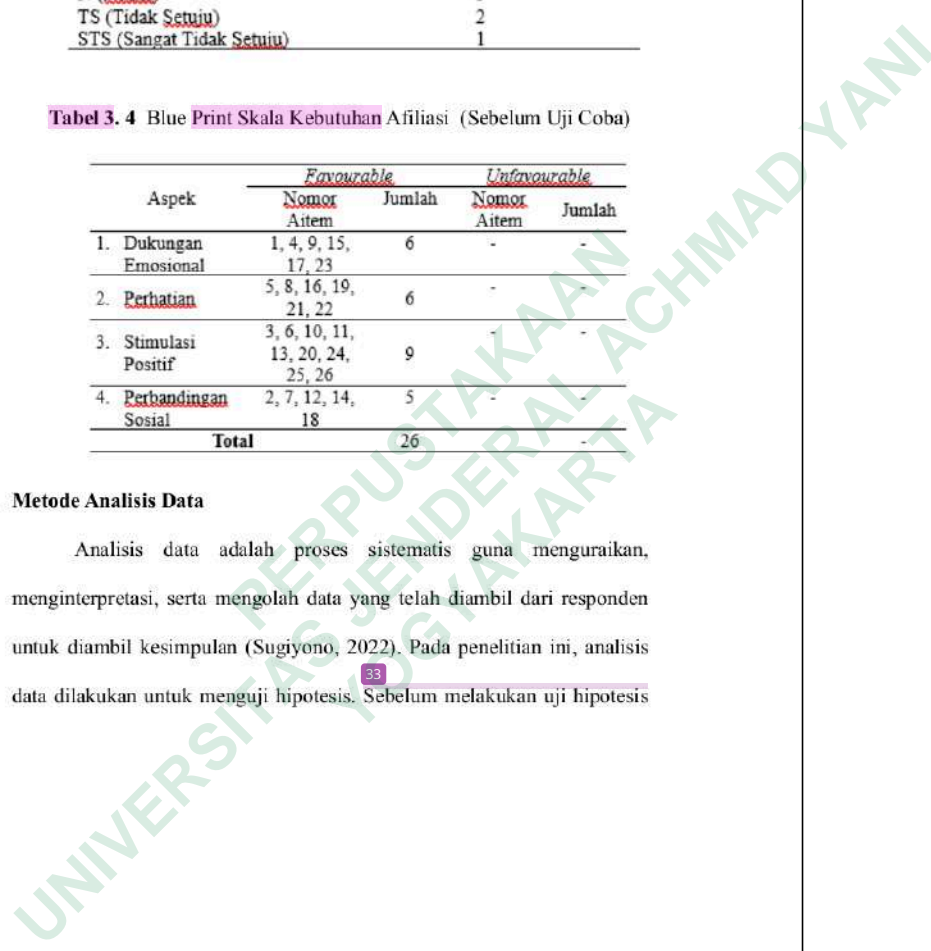 TS (Tidak Setuju) 2
STS (Sangat Tidak Setuju) 1
Tabel 3. 4 Blue Print Skala Kebutuhan Afiliasi (Sebelum Uji Coba)
Favourable Unfavourable
Aspek Nomor Jumlah Nomor Jumlah
Aitem Aitem
1. Dukungan 1, 4, 9, 15, 6 - -
Emosional 17, 23
2. Perhatian 5, 8, 16, 19, 6 - -
21, 22
3. Stimulasi 3, 6, 10, 11, - -
Positif 13, 20, 24, 9
25, 26
4. Perbandingan 2, 7, 12, 14, 5 - -
Sosial 18
Total 26 -
Metode Analisis Data
Analisis data adalah proses sistematis guna menguraikan,
menginterpretasi, serta mengolah data yang telah diambil dari responden
untuk diambil kesimpulan (Sugiyono, 2022). Pada penelitian ini, analisis
33
data dilakukan untuk menguji hipotesis. Sebelum melakukan uji hipotesis
PERPUSTAKAAN
UNIVERSITAS JENDERAL ACHMAD YANI
YOGYAKARTA